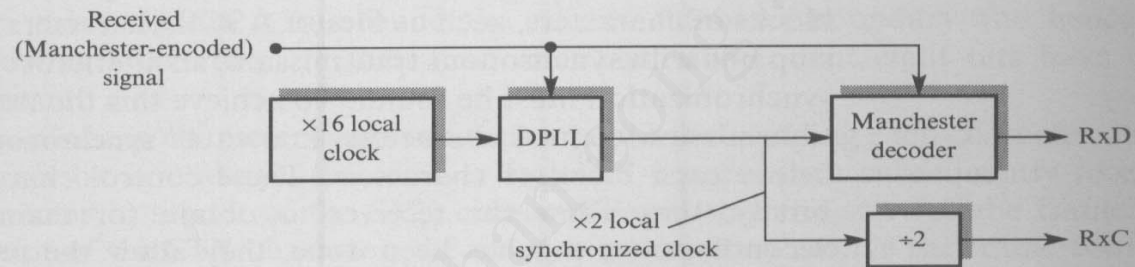 Received
(Manchester-encoded)
signal
×16 local
clock
DPLL
Manchester
decoder
RxD
×2 local
synchronized clock
÷2
RxC